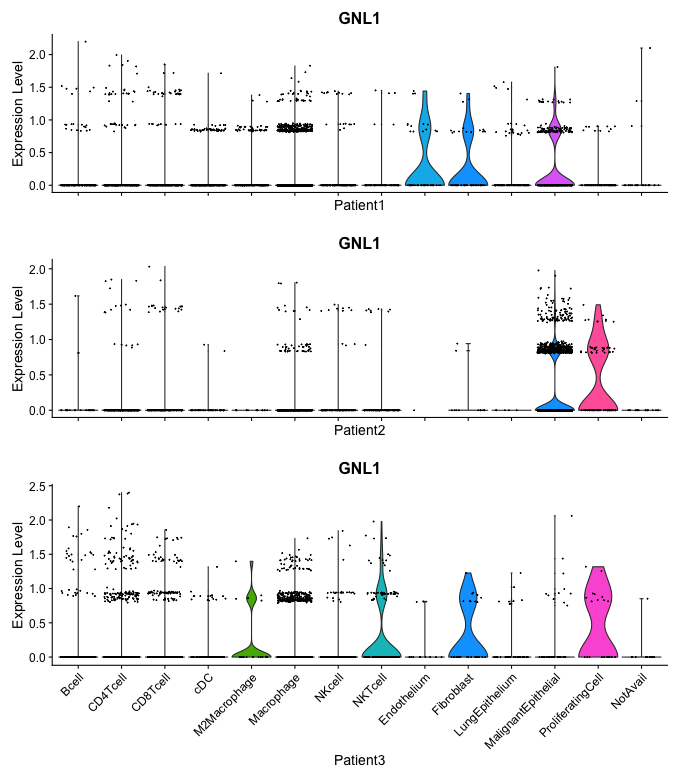 GNL1
Expression Level
2.0
1.5
1.0
0.5
0.0
Patient1
GNL1
Expression Level
2.0
1.5
1.0
0.5
0.0
Patient2
GNL1
Expression Level
2.5
2.0
1.5
1.0
0.5
0.0
Bcell
CD4Tcell
CD8Tcell
cDC
M2Macrophage
Macrophage
NKcell
NKTcell
Endothelium
Fibroblast
LungEpithelium
MalignantEpithelial
ProliferatingCell
NotAvail
Patient3